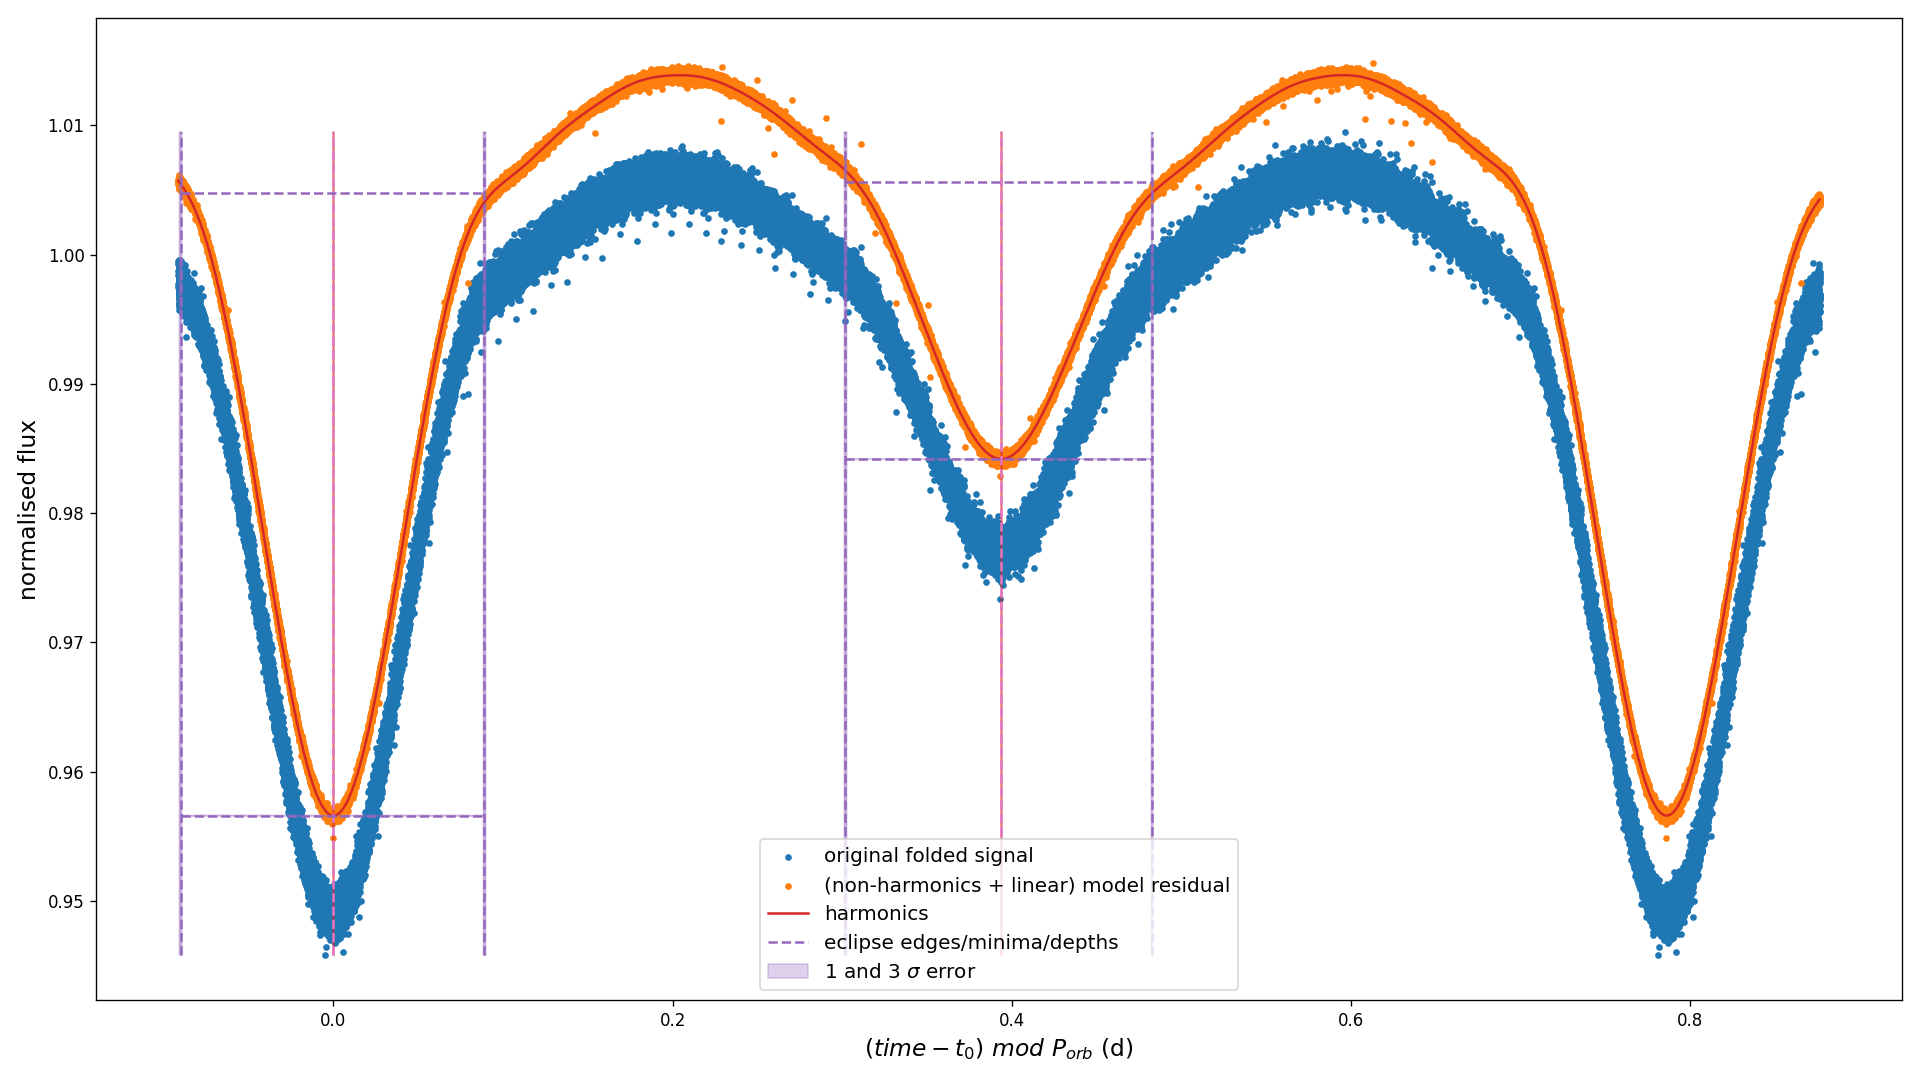 normalised flux
1.01
1.00
0.99
0.98
0.97
0.96
0.95
original folded signal
(non-harmonics + linear) model residual
harmonics
eclipse edges/minima/depths
1 and 3 σ error
0.0 0.2 0.4 0.6 0.8
(time − t₀) mod Pₒᵣb (d)